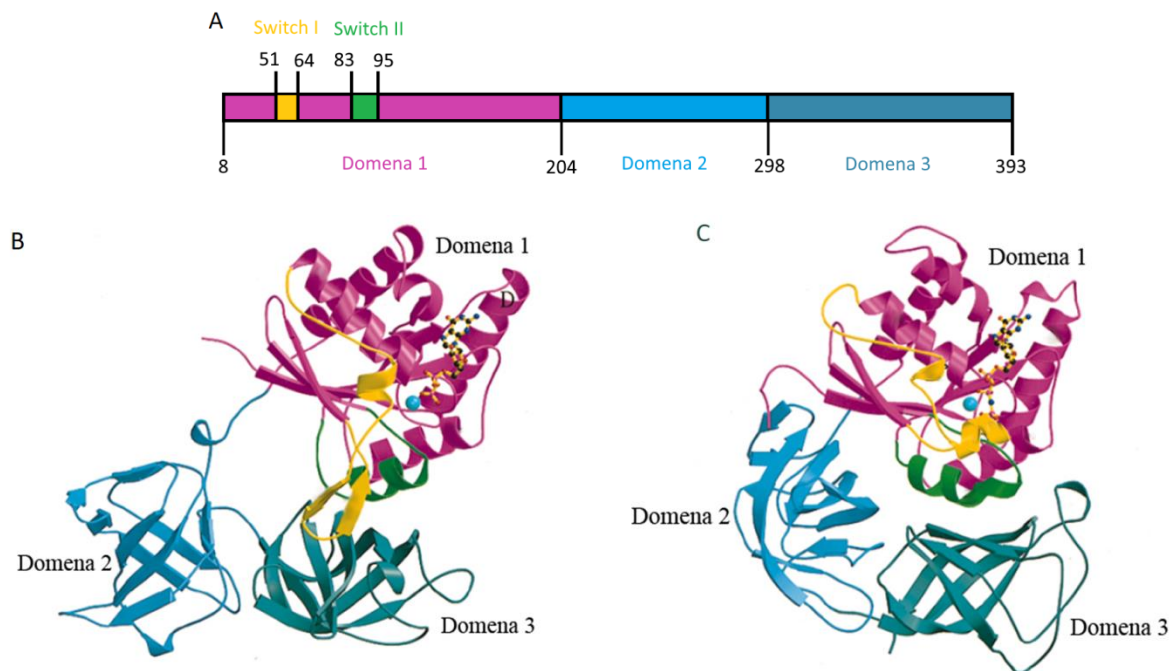 A
Switch I Switch II
51 64 83 95
Domena 1 Domena 2 Domena 3
8 204 298 393
B
Domena 1
D
Domena 2
Domena 3
C
Domena 1
Domena 2
Domena 3